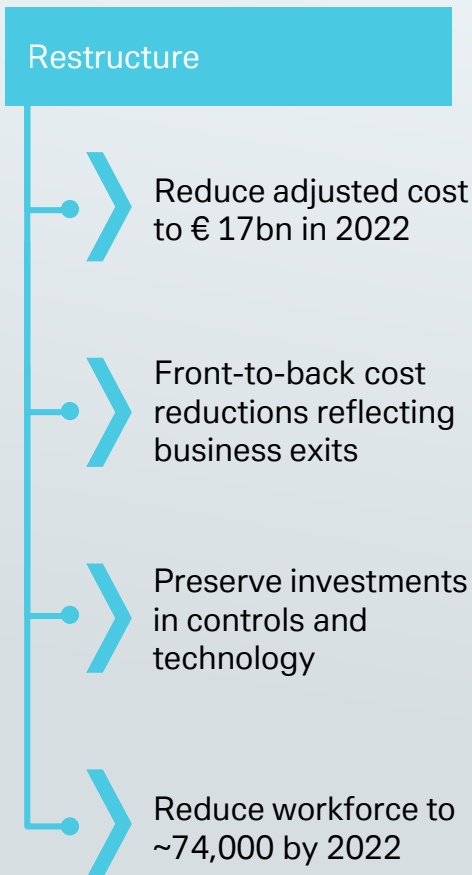 Restructure
Reduce adjusted cost
to € 17bn in 2022
Front-to-back cost
reductions reflecting
business exits
Preserve investments
in controls and
technology
Reduce workforce to
~74,000 by 2022